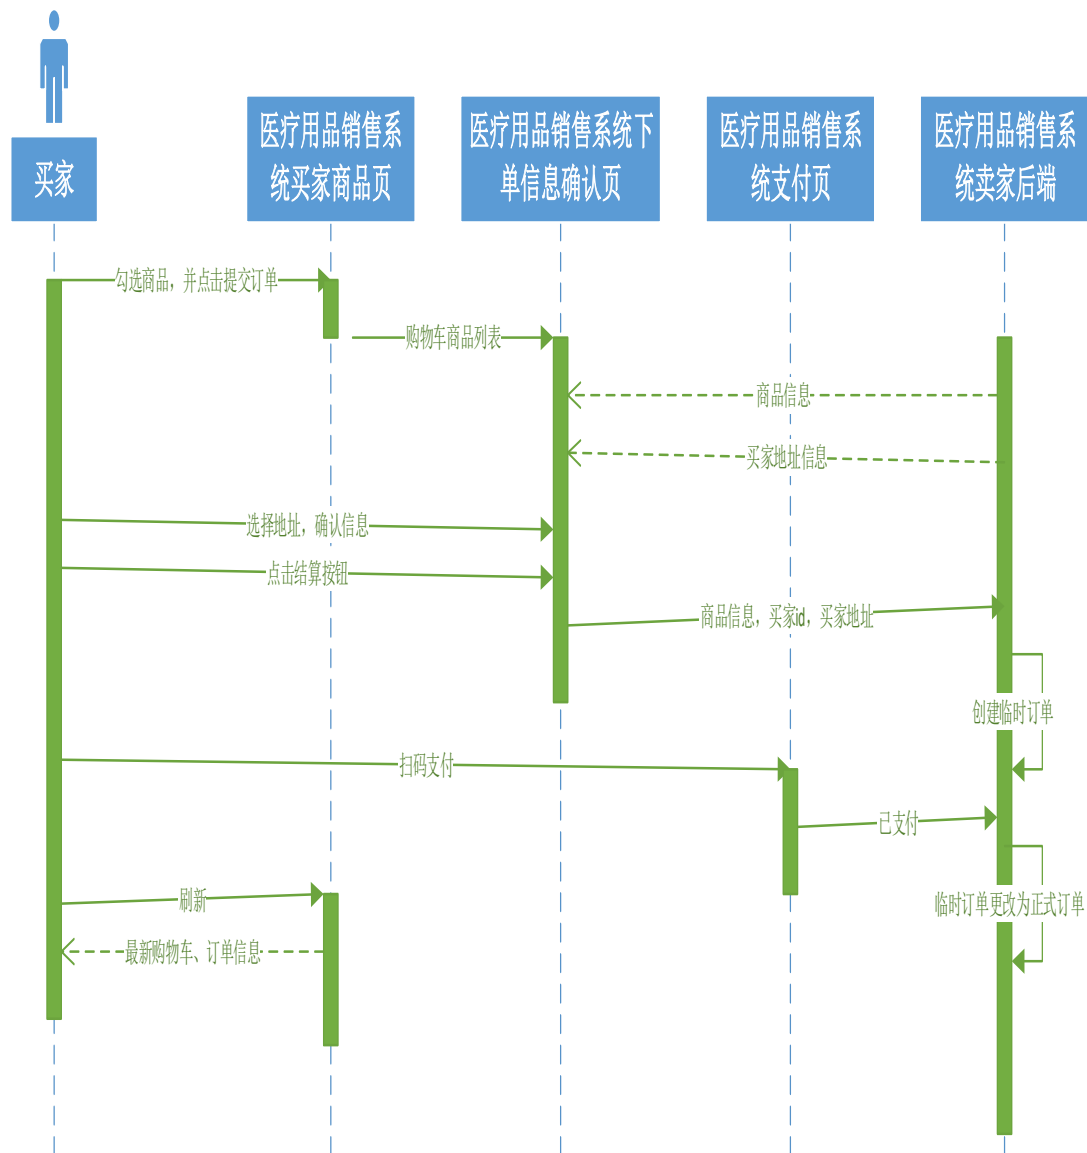 买家
医疗用品销售系
统买家商品页
医疗用品销售系统下
单信息确认页
医疗用品销售系
统支付页
医疗用品销售系
统卖家后端
勾选商品，并点击提交订单
购物车商品列表
商品信息
买家地址信息
选择地址，确认信息
点击结算按钮
商品信息，买家id，买家地址
创建临时订单
扫码支付
已支付
刷新
临时订单更改为正式订单
最新购物车、订单信息